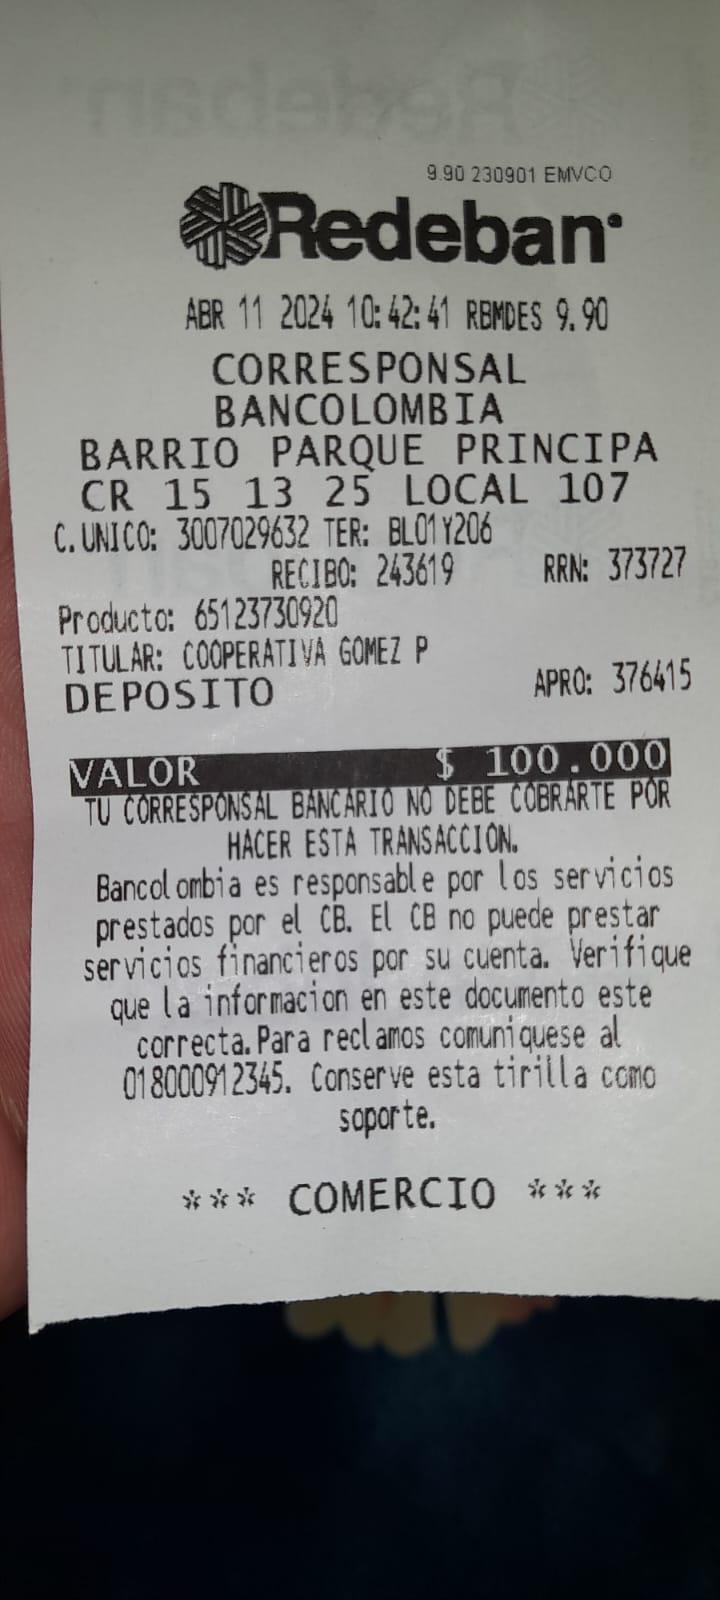 9.90 230901 EMVCO
Redeban
ABR 11 2024 10:42:41 RBMDES 9.90
CORRESPONSAL
BANCOLOMBIA
BARRIO PARQUE PRINCIPA
CR 15 13 25 LOCAL 107
C.UNICO: 3007029632 TER: BL01Y206
RECIBO: 243619 RRN: 373727
Producto: 65123730920
TITULAR: COOPERATIVA GOMEZ P
DEPOSITO APRO: 376415
VALOR $ 100.000
TU CORRESPONSAL BANCARIO NO DEBE COBRARTE POR
HACER ESTA TRANSACCION.
Bancolombia es responsable por los servicios
prestados por el CB. El CB no puede prestar
servicios financieros por su cuenta. Verifique
que la informacion en este documento este
correcta.Para reclamos comuniquese al
018000912345. Conserve esta tirilla como
soporte.
*** COMERCIO ***